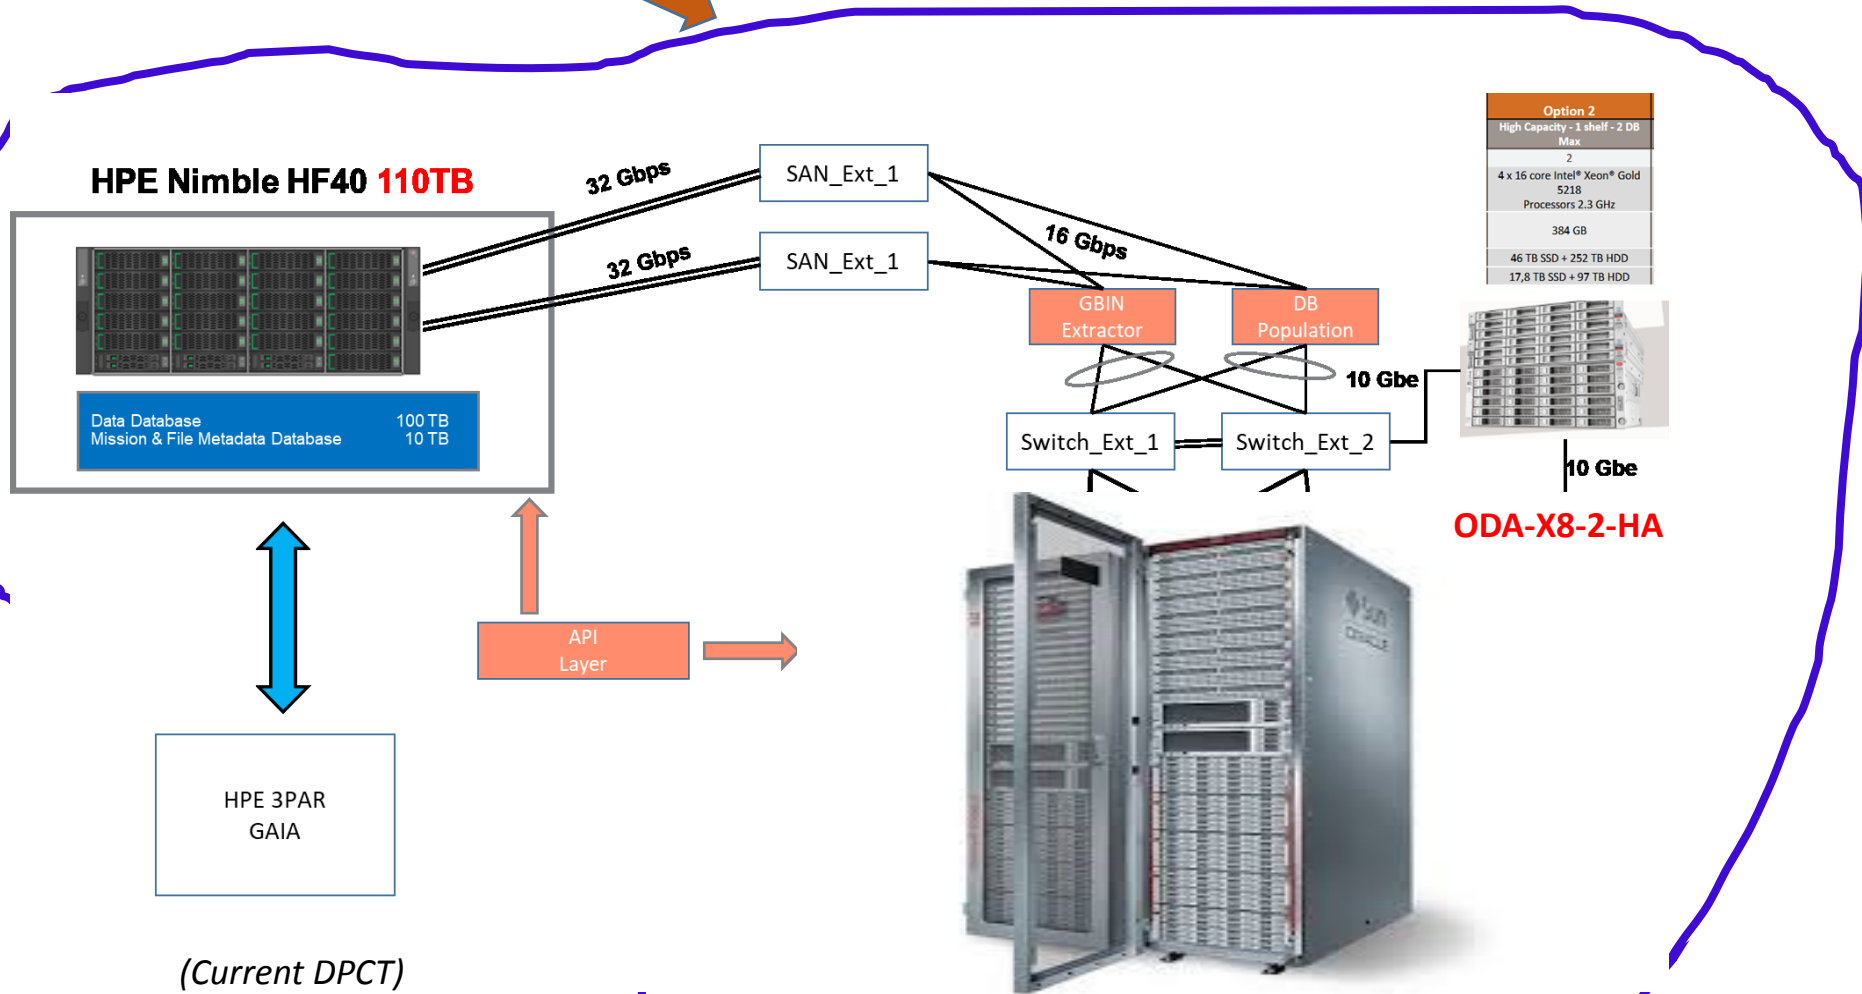 Option 2
High Capacity - 1 shelf - 2 DB
Max
2
4 x 16 core Intel® Xeon® Gold
5218
Processors 2.3 GHz
384 GB
46 TB SSD + 252 TB HDD
17,8 TB SSD + 97 TB HDD
HPE Nimble HF40 110TB
32 Gbps
SAN_Ext_1
16 Gbps
32 Gbps
SAN_Ext_1
GBIN
Extractor
DB
Population
10 Gbe
Data Database 100 TB
Mission & File Metadata Database 10 TB
Switch_Ext_1
Switch_Ext_2
10 Gbe
ODA-X8-2-HA
API
Layer
Sun
ORACLE
HPE 3PAR
GAIA
(Current DPCT)